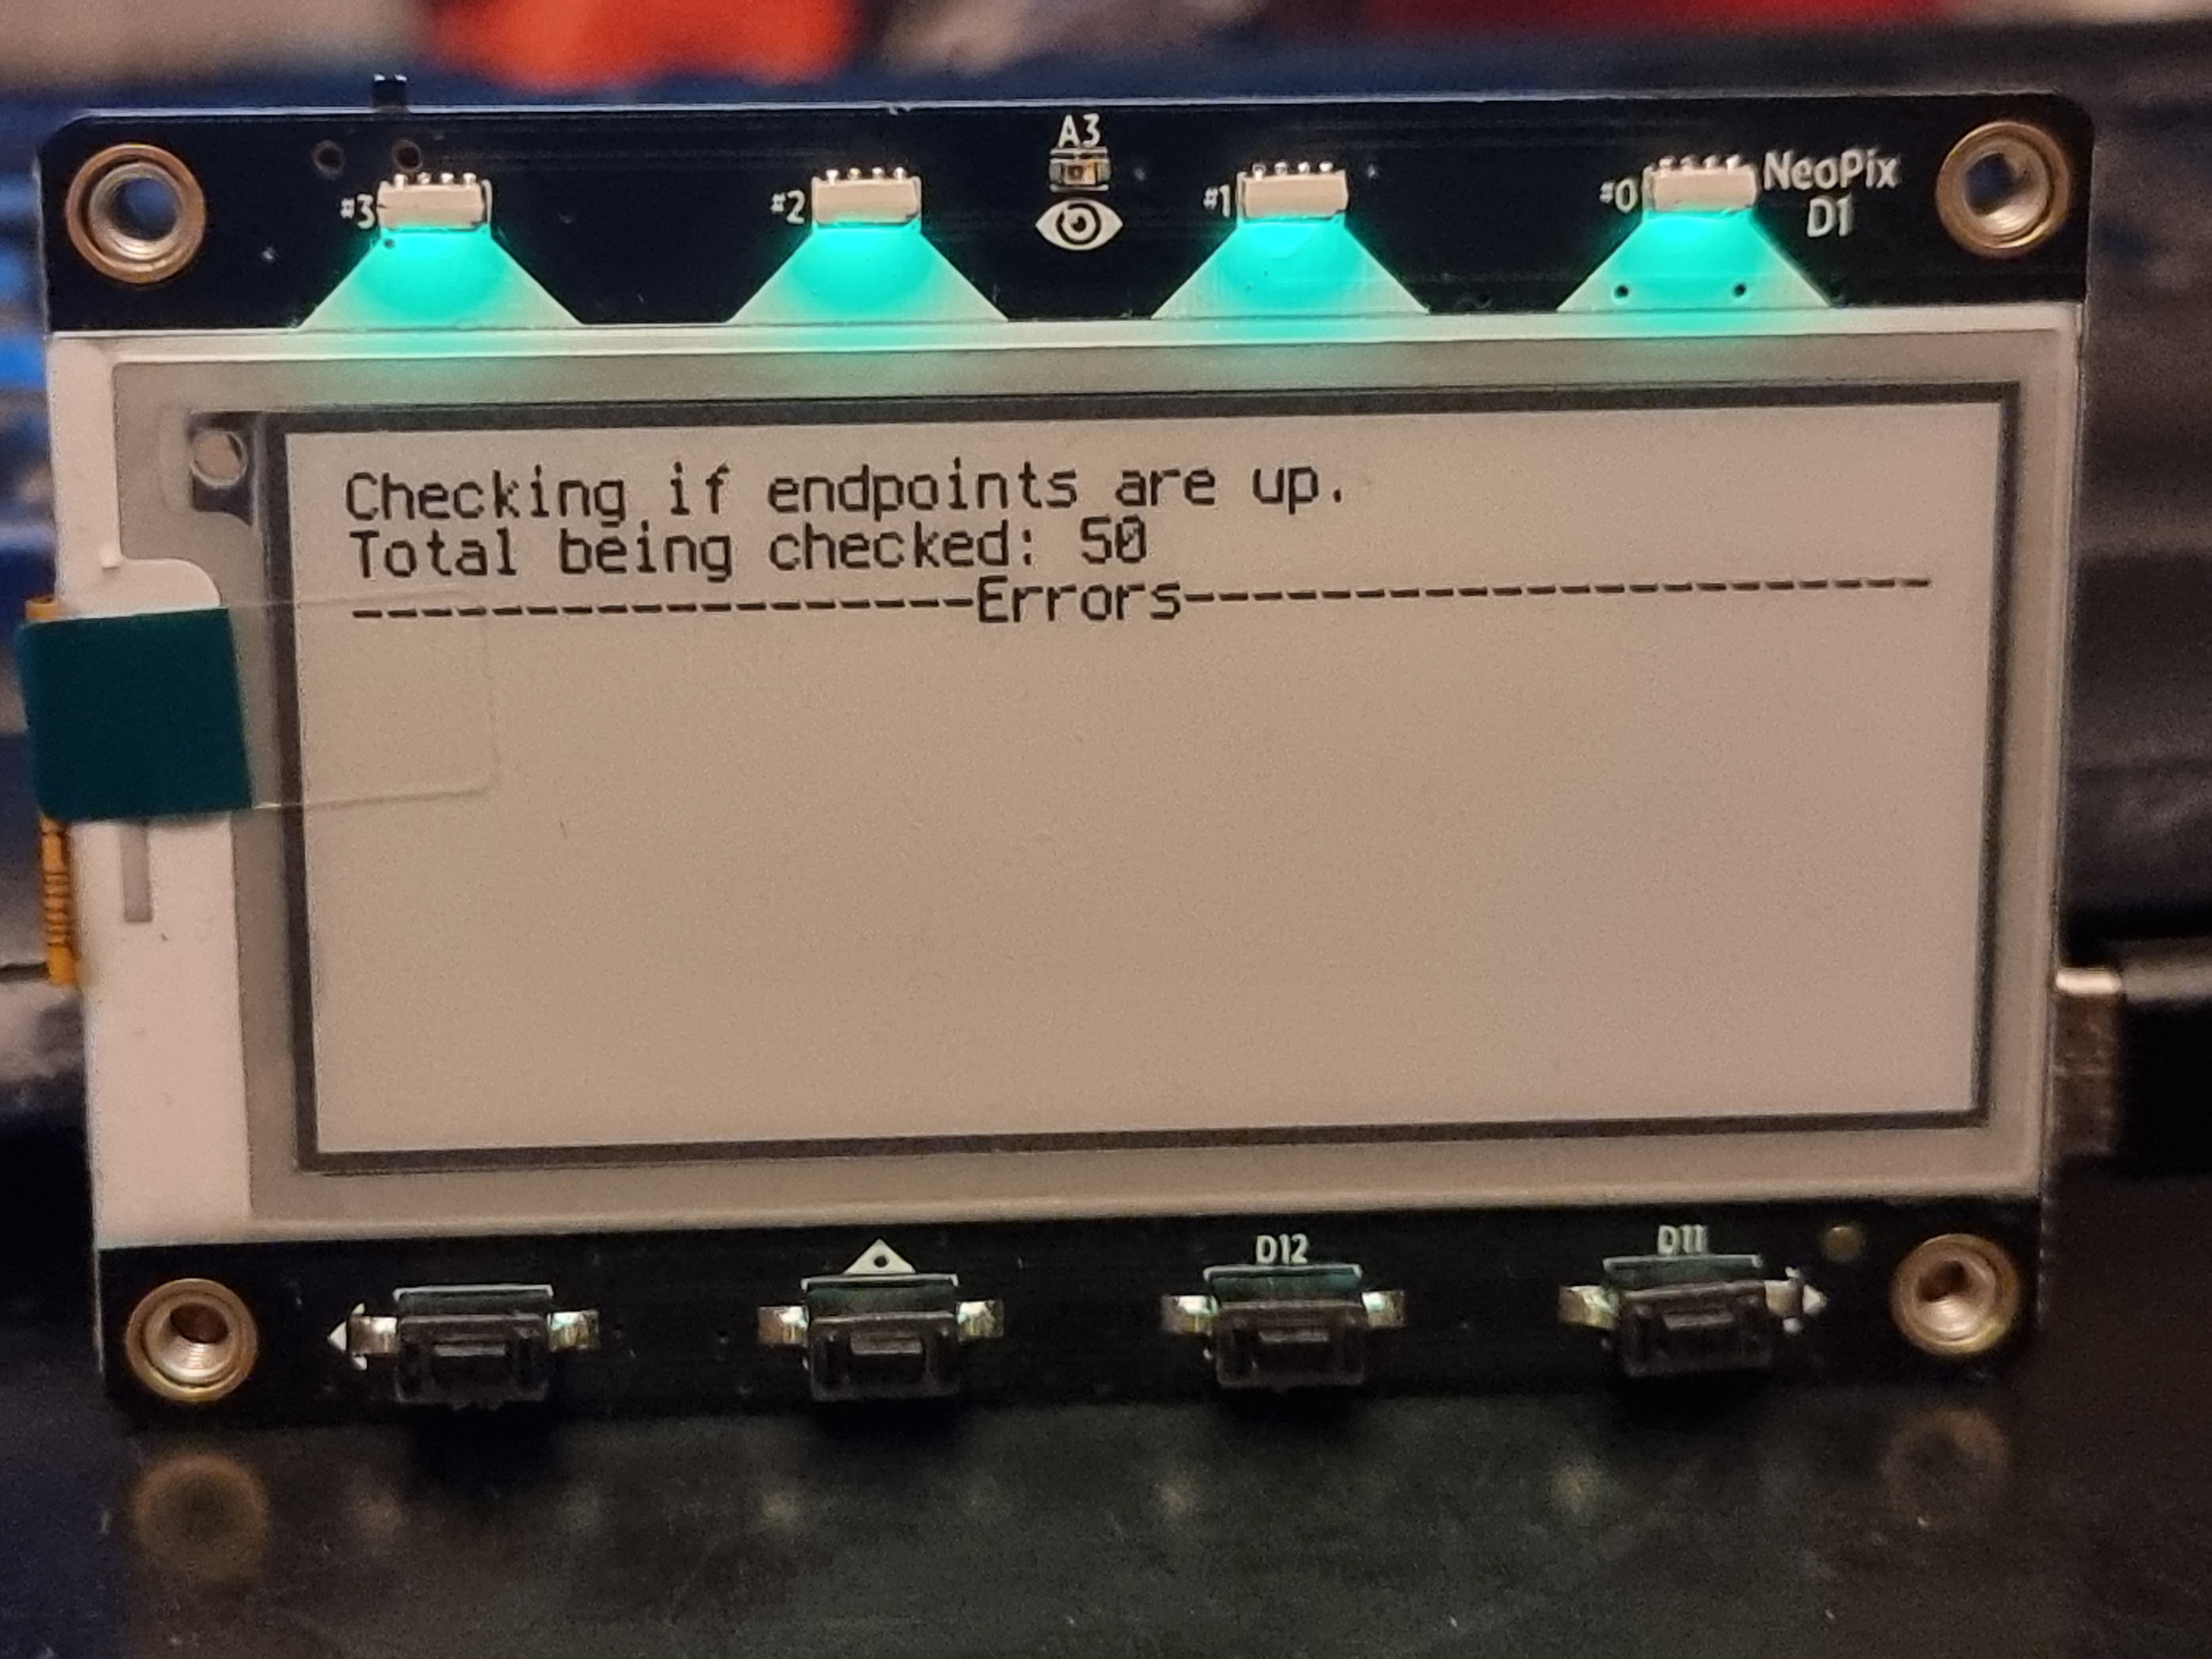 A3
#3
#2
#1
#0
NeoPix
D1
Checking if endpoints are up.
Total being checked: 50
------------------Errors----------------------
D12
D11